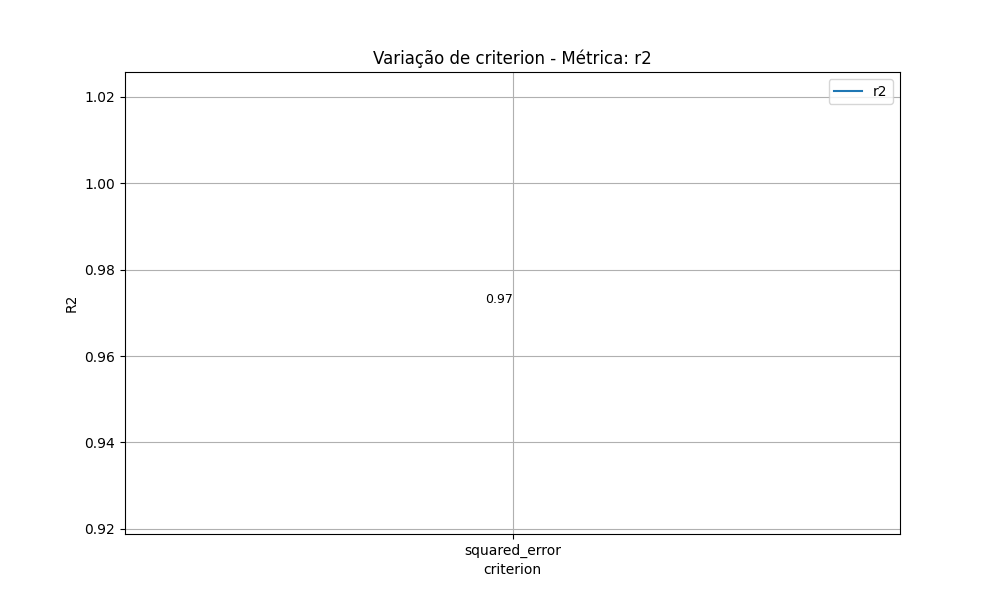 Variação de criterion - Métrica: r2
r2
1.02
1.00
0.98
0.97
0.96
0.94
0.92
R2
squared_error
criterion